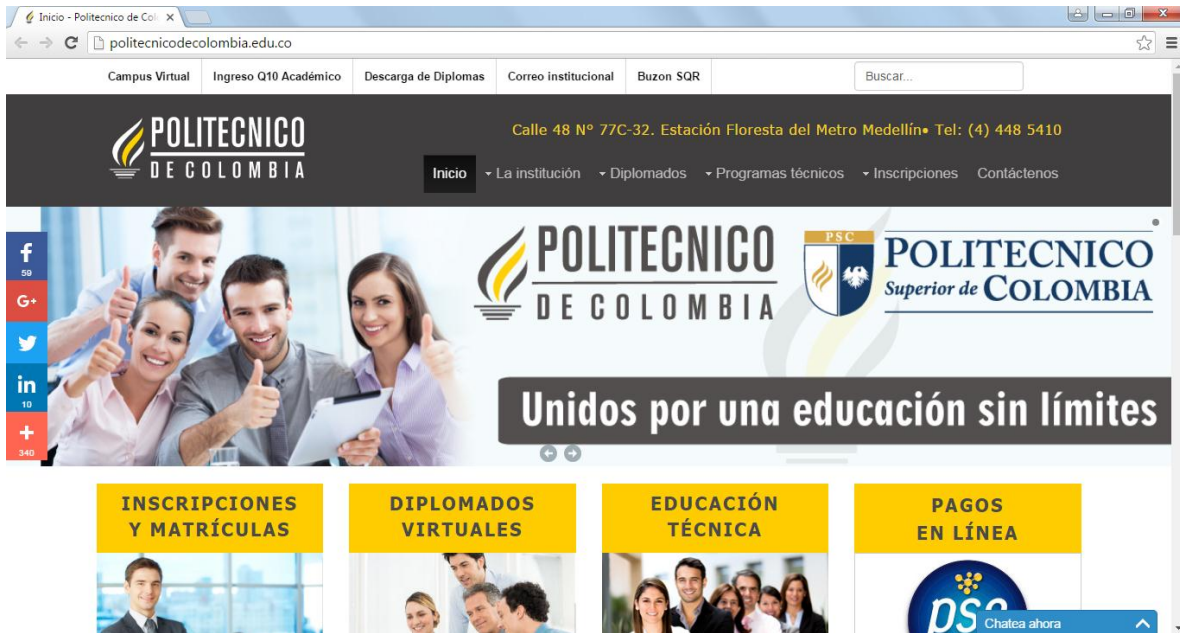 Inicio - Politecnico de Col
politecnicodecolombia.edu.co
Campus Virtual Ingreso Q10 Académico Descarga de Diplomas Correo institucional Buzon SQR Buscar...
POLITECNICO
DE COLOMBIA
Calle 48 N° 77C-32. Estación Floresta del Metro Medellín• Tel: (4) 448 5410
Inicio La institución Diplomados Programas técnicos Inscripciones Contáctenos
f
59
G+
in
10
+
340
POLITECNICO
DE COLOMBIA
PSC
POLITECNICO
Superior de COLOMBIA
Unidos por una educación sin límites
INSCRIPCIONES
Y MATRÍCULAS
DIPLOMADOS
VIRTUALES
EDUCACIÓN
TÉCNICA
PAGOS
EN LÍNEA
pse
Chatea ahora